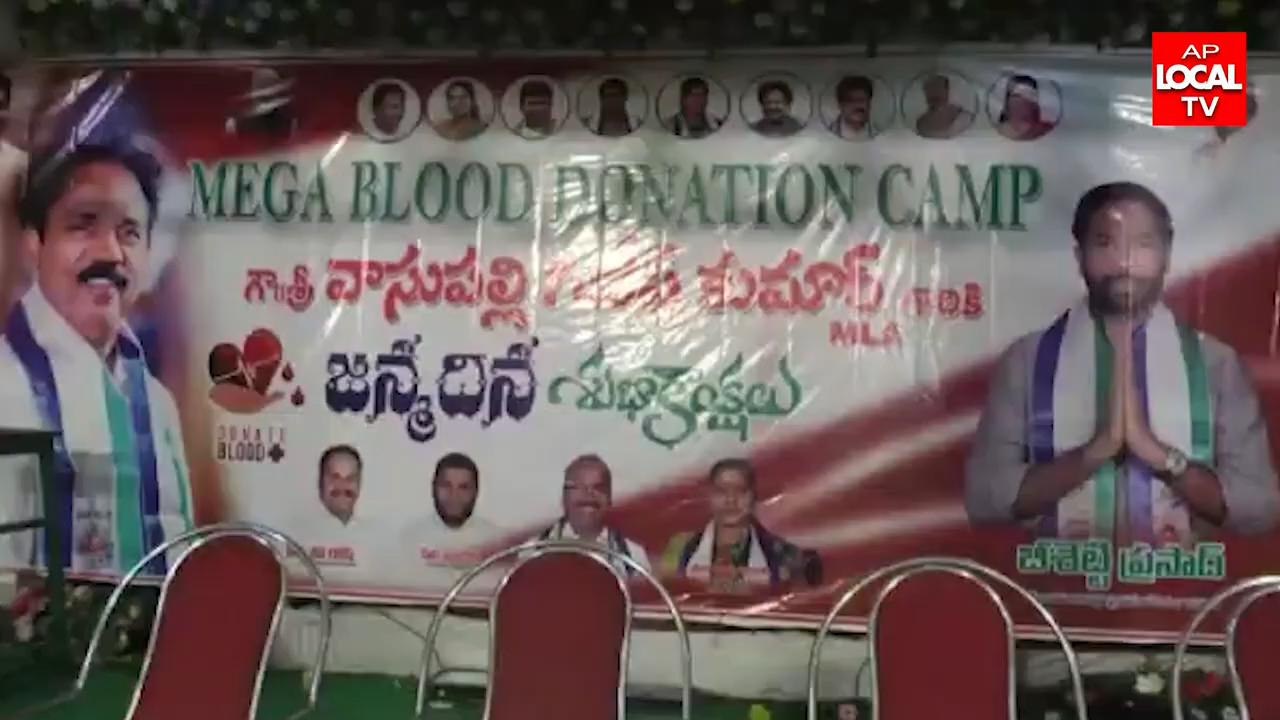 AP
LOCAL
TV
MEGA BLOOD DONATION CAMP
గౌ॥శ్రీ వాసుపల్లి కుమార్ గారికి
MLA
జన్మదిన శుభాకాంక్షలు
DONATE
BLOOD
బిశెట్టి ప్రసాద్